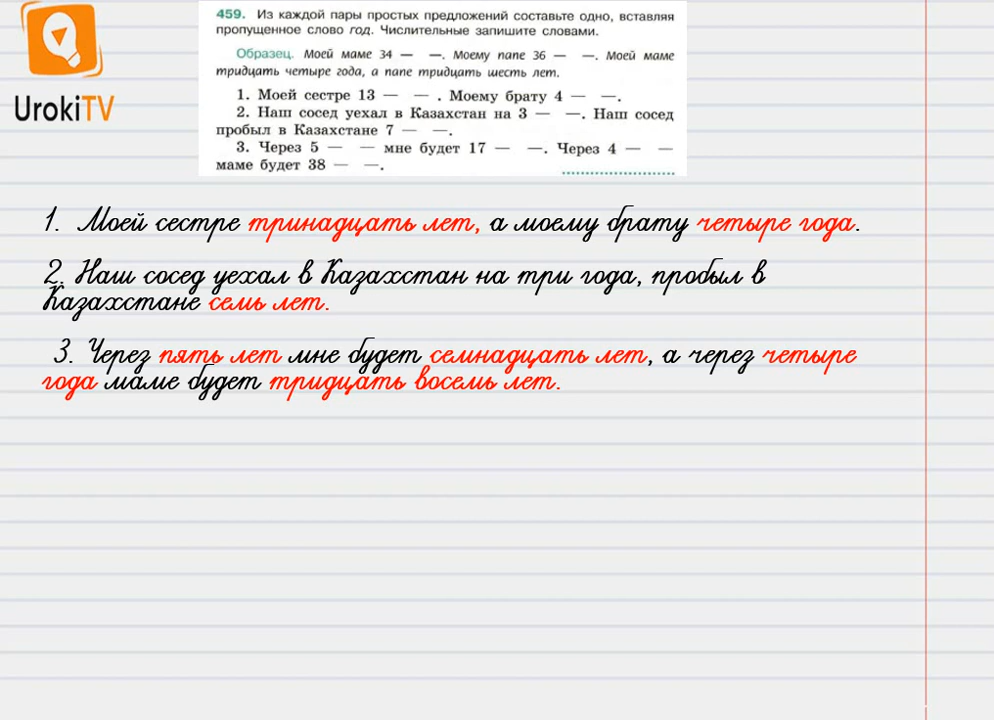 459. Из каждой пары простых предложений составьте одно, вставляя
пропущенное слово год. Числительные запишите словами.
Образец. Моей маме 34 — —. Моему папе 36 — —. Моей маме
тридцать четыре года, а папе тридцать шесть лет.
1. Моей сестре 13 — — . Моему брату 4 — —.
2. Наш сосед уехал в Казахстан на 3 — —. Наш сосед
пробыл в Казахстане 7 — —.
3. Через 5 — — мне будет 17 — —. Через 4 — —
маме будет 38 — —.
UrokiTV
1. Моей сестре тринадцать лет, а моему брату четыре года.
2. Наш сосед уехал в Казахстан на три года, пробыл в
Казахстане семь лет.
3. Через пять лет мне будет семнадцать лет, а через четыре
года маме будет тридцать восемь лет.